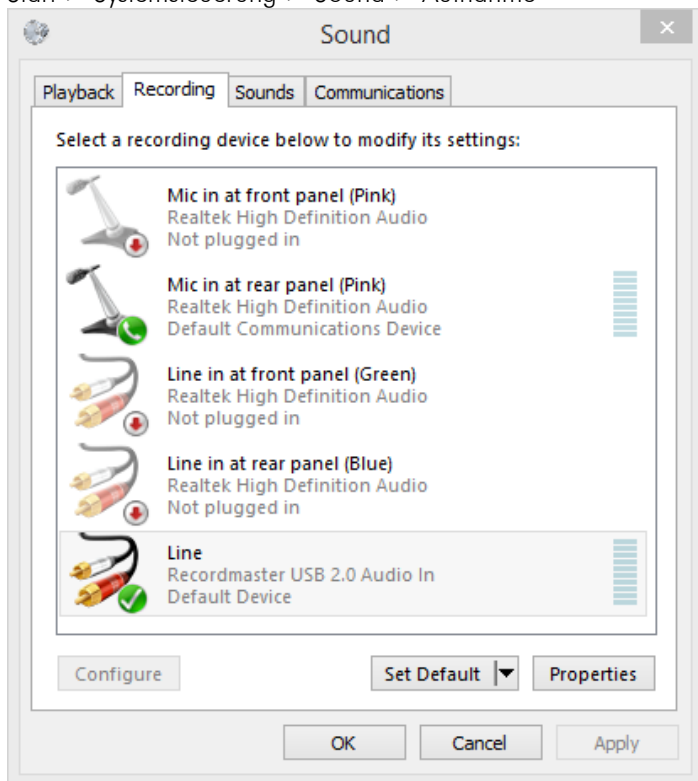 Start > Systemsteuerung > Sound > Aufnahme
Sound
Playback Recording Sounds Communications
Select a recording device below to modify its settings:
Mic in at front panel (Pink)
Realtek High Definition Audio
Not plugged in
Mic in at rear panel (Pink)
Realtek High Definition Audio
Default Communications Device
Line in at front panel (Green)
Realtek High Definition Audio
Not plugged in
Line in at rear panel (Blue)
Realtek High Definition Audio
Not plugged in
Line
Recordmaster USB 2.0 Audio In
Default Device
Configure Set Default Properties
OK Cancel Apply